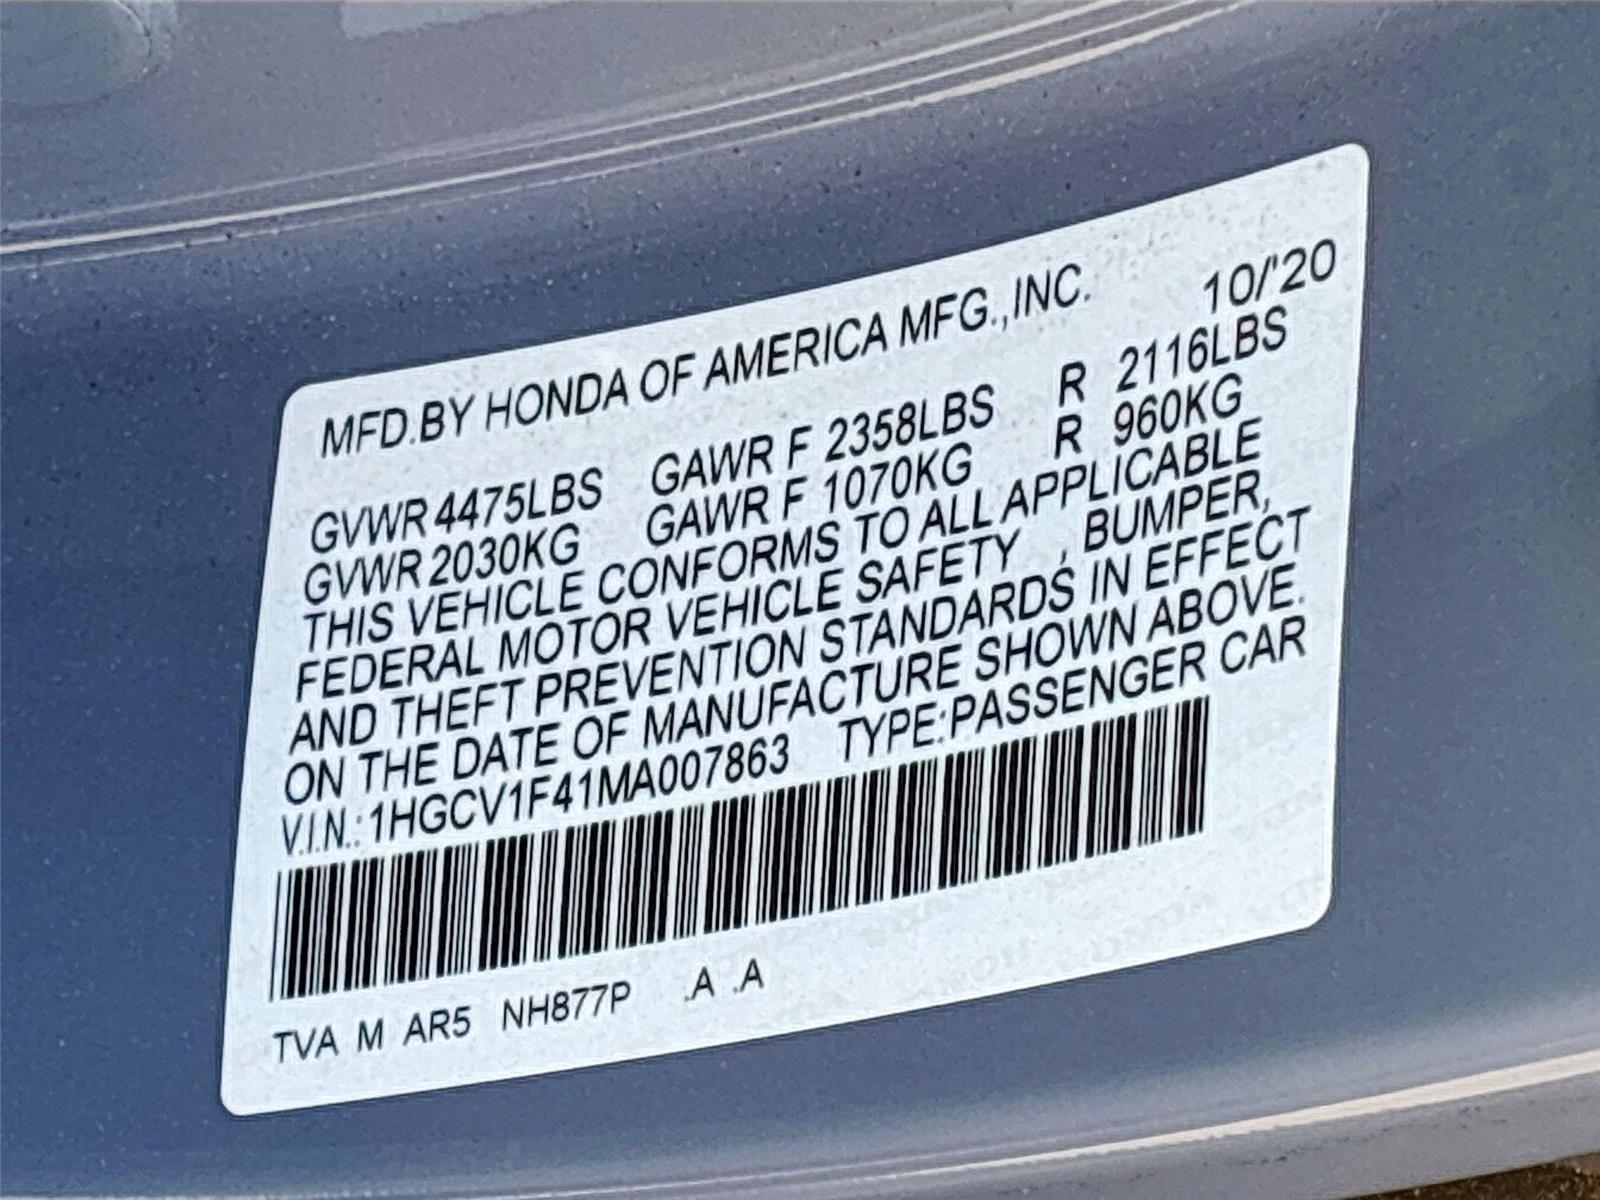 MFD.BY HONDA OF AMERICA MFG.,INC. 10/'20
GVWR 4475LBS GAWR F 2358LBS R 2116LBS
GVWR 2030KG GAWR F 1070KG R 960KG
THIS VEHICLE CONFORMS TO ALL APPLICABLE
FEDERAL MOTOR VEHICLE SAFETY , BUMPER,
AND THEFT PREVENTION STANDARDS IN EFFECT
ON THE DATE OF MANUFACTURE SHOWN ABOVE.
V.I.N.: 1HGCV1F41MA007863 TYPE:PASSENGER CAR
TVA M AR5 NH877P .A .A